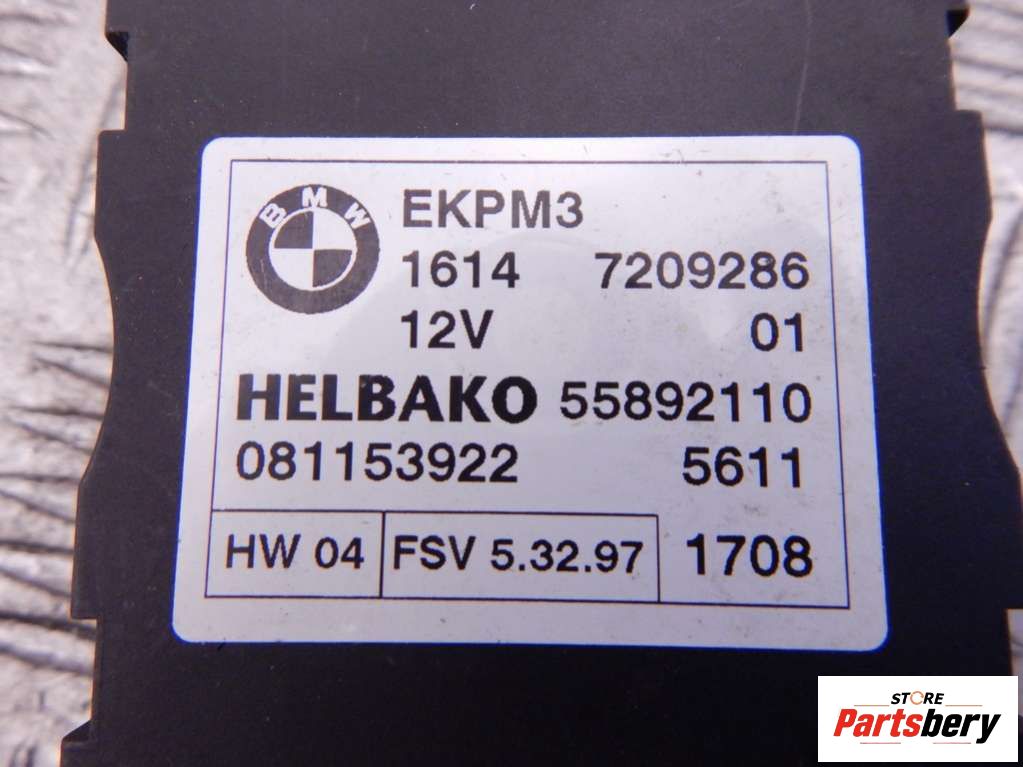 BMW EKPM3
1614 7209286
12V 01
HELBAKO 55892110
081153922 5611
HW 04 FSV 5.32.97 1708
STORE
Partsbery